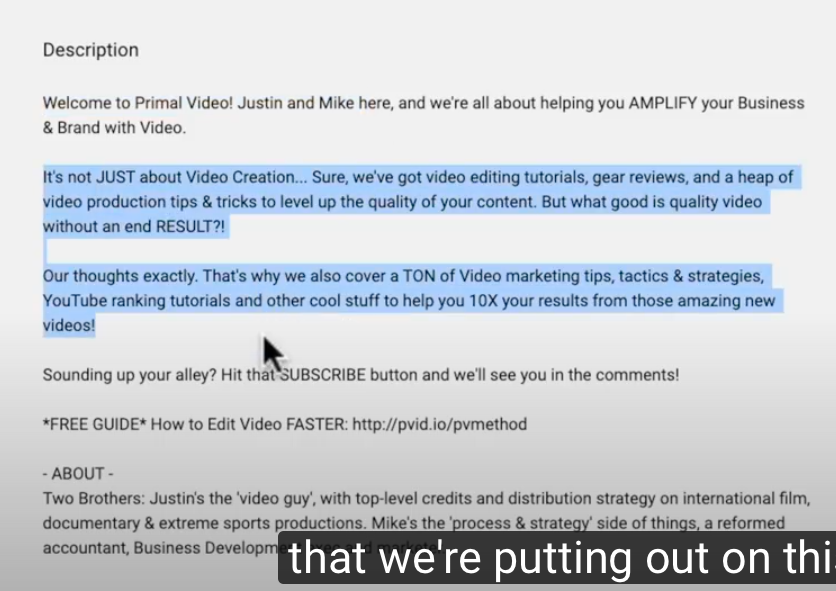 Description
Welcome to Primal Video! Justin and Mike here, and we're all about helping you AMPLIFY your Business
& Brand with Video.
It's not JUST about Video Creation... Sure, we've got video editing tutorials, gear reviews, and a heap of
video production tips & tricks to level up the quality of your content. But what good is quality video
without an end RESULT?!
Our thoughts exactly. That's why we also cover a TON of Video marketing tips, tactics & strategies,
YouTube ranking tutorials and other cool stuff to help you 10X your results from those amazing new
videos!
Sounding up your alley? Hit that SUBSCRIBE button and we'll see you in the comments!
*FREE GUIDE* How to Edit Video FASTER: http://pvid.io/pvmethod
- ABOUT -
Two Brothers: Justin's the 'video guy', with top-level credits and distribution strategy on international film,
documentary & extreme sports productions. Mike's the 'process & strategy' side of things, a reformed
accountant, Business Developme
that we're putting out on this